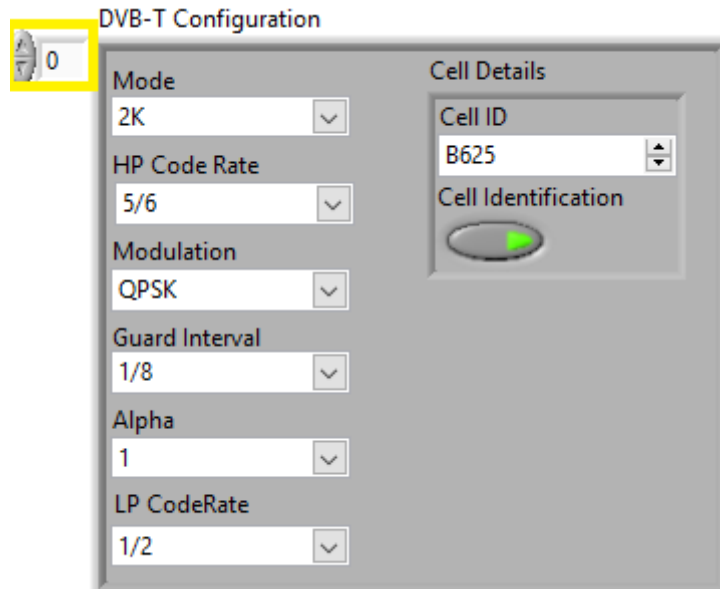 DVB-T Configuration
0
Mode
2K
HP Code Rate
5/6
Modulation
QPSK
Guard Interval
1/8
Alpha
1
LP CodeRate
1/2
Cell Details
Cell ID
B625
Cell Identification